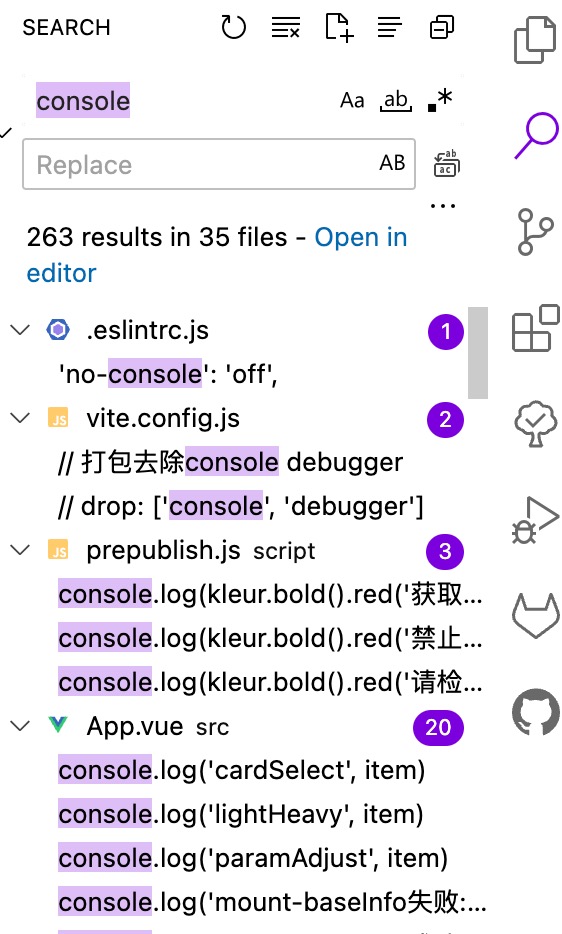 SEARCH
console
Aa ab *
Replace
AB
ab
ac
...
263 results in 35 files - Open in
editor
.eslintrc.js
1
'no-console': 'off',
JS vite.config.js
2
// 打包去除console debugger
// drop: ['console', 'debugger']
JS prepublish.js script
3
console.log(kleur.bold().red('获取...
console.log(kleur.bold().red('禁止...
console.log(kleur.bold().red('请检...
App.vue src
20
console.log('cardSelect', item)
console.log('lightHeavy', item)
console.log('paramAdjust', item)
console.log('mount-baseInfo失败:...